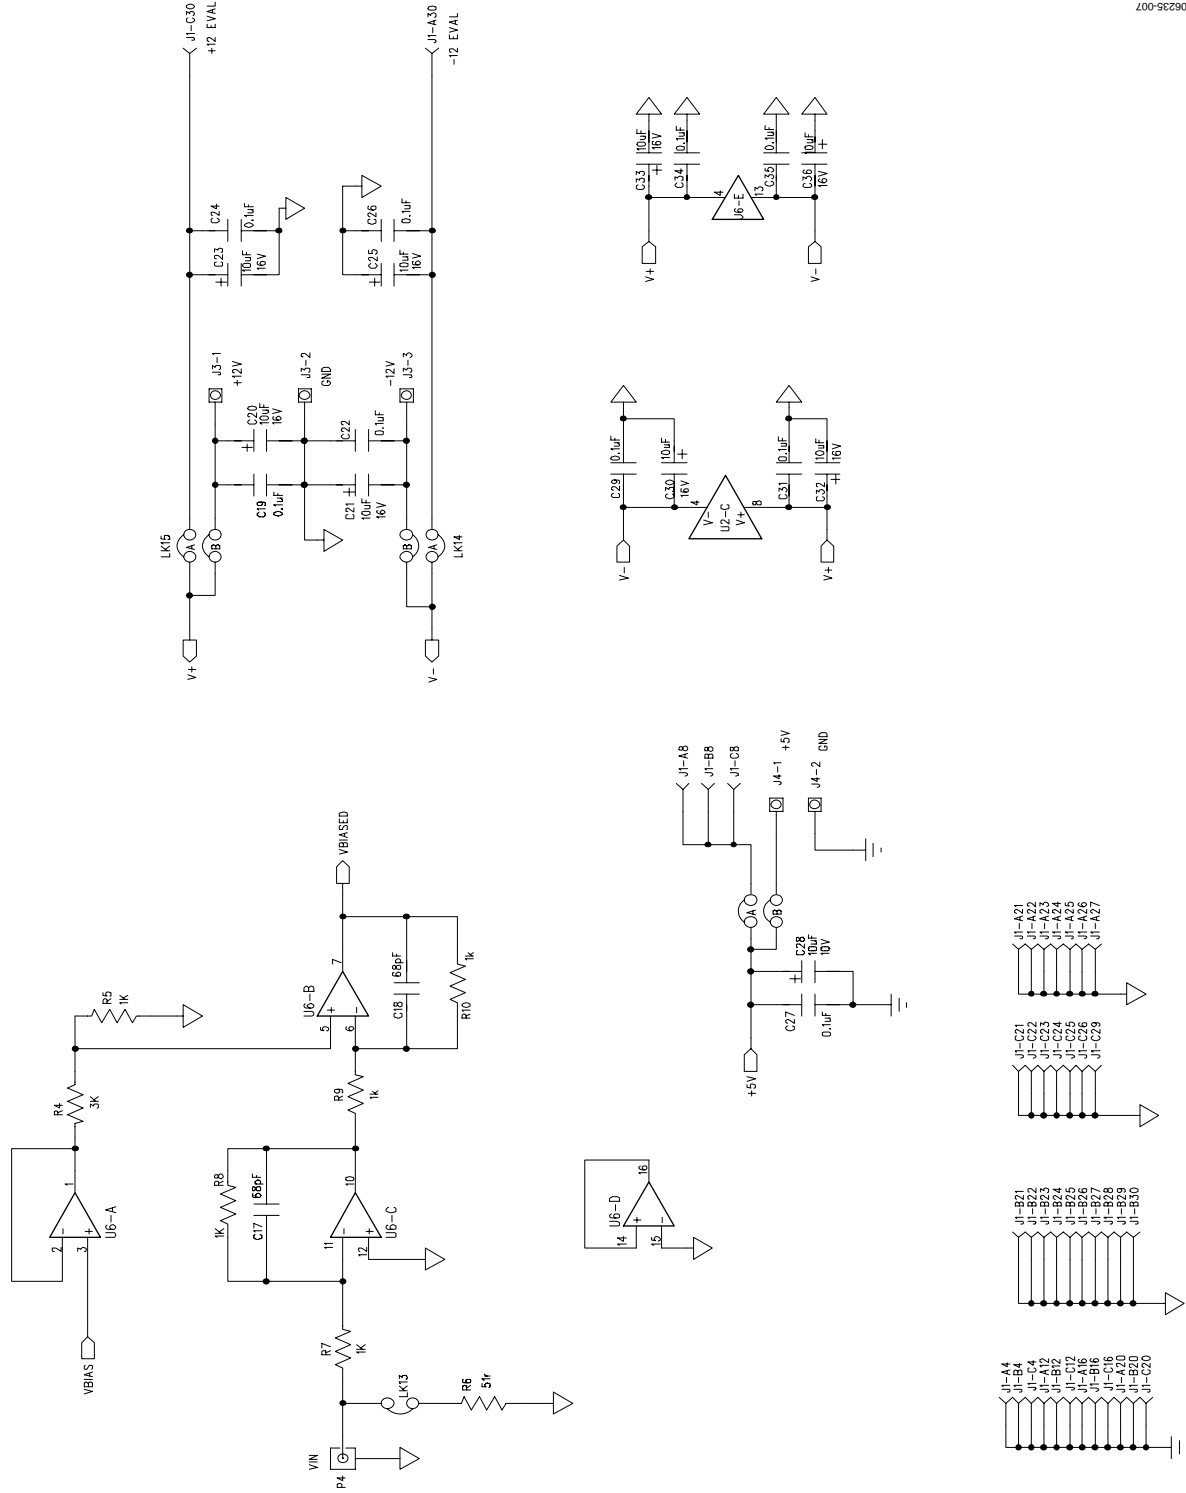 06235-007
J1-C30
+12 EVAL
J1-A30
-12 EVAL
C24
0.1uF
C23
10uF
16V
C26
0.1uF
C25
10uF
16V
J3-1
+12V
J3-2
GND
-12V
J3-3
C20
10uF
16V
C19
0.1uF
C22
0.1uF
C21
10uF
16V
LK15
A
B
B
A
LK14
V+
V-
C33
10uF
16V
C34
0.1uF
C35
0.1uF
C36
10uF
16V
4
U6-E
13
V+
V-
C29
0.1uF
C30
10uF
16V
4
V-
U2-C
V+
8
C31
0.1uF
C32
10uF
16V
V-
V+
VBIAS
2
3
1
U6-A
R4
3K
R5
1K
5
6
7
U6-B
VBIASED
C18
68pF
R10
1k
R9
1k
R8
1K
C17
68pF
11
12
10
U6-C
R7
1K
VIN
P4
LK13
R6
51r
U6-D
14
15
16
J1-A8
J1-B8
J1-C8
J4-1
+5V
J4-2
GND
A
B
C28
10uF
10V
C27
0.1uF
+5V
J1-A21
J1-A22
J1-A23
J1-A24
J1-A25
J1-A26
J1-A27
J1-C21
J1-C22
J1-C23
J1-C24
J1-C25
J1-C26
J1-C29
J1-B21
J1-B22
J1-B23
J1-B24
J1-B25
J1-B26
J1-B27
J1-B28
J1-B29
J1-B30
J1-A4
J1-B4
J1-C4
J1-A12
J1-B12
J1-C12
J1-A16
J1-B16
J1-C16
J1-A20
J1-B20
J1-C20